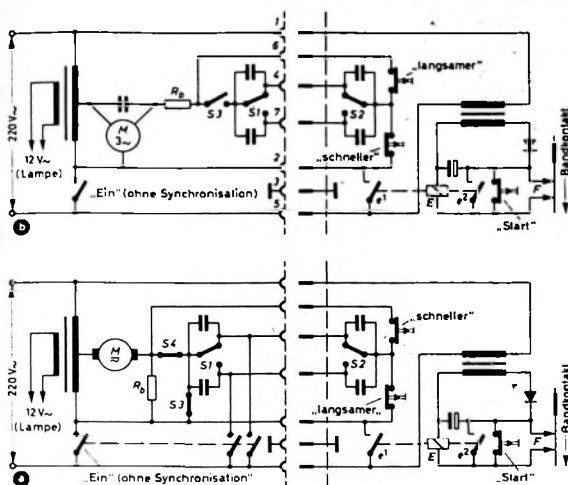 1
6
„langsamer"
4
R_b
S3
S1
S2
7
220 V~
M
3~
12 V~
(Lampe)
„schneller"
2
„Ein" (ohne Synchronisation)
3
5
e¹
E
e²
F
Bandkontakt
„Start"
b
„schneller"
S4
M
S1
S2
220 V~
R_b
S3
12 V~
(Lampe)
„langsamer„
e¹
E
e²
F
Bandkontakt
„Start"
„Ein" (ohne Synchronisation)
a